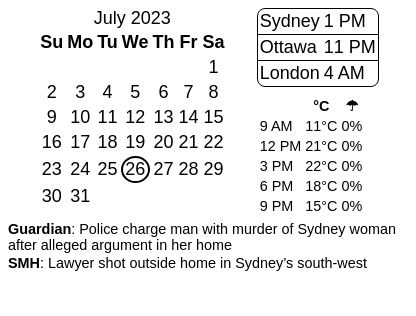 July 2023
Su Mo Tu We Th Fr Sa
1
2 3 4 5 6 7 8
9 10 11 12 13 14 15
16 17 18 19 20 21 22
23 24 25 26 27 28 29
30 31
Sydney 1 PM
Ottawa 11 PM
London 4 AM
°C ☂
9 AM 11°C 0%
12 PM 21°C 0%
3 PM 22°C 0%
6 PM 18°C 0%
9 PM 15°C 0%
Guardian: Police charge man with murder of Sydney woman
after alleged argument in her home
SMH: Lawyer shot outside home in Sydney’s south-west